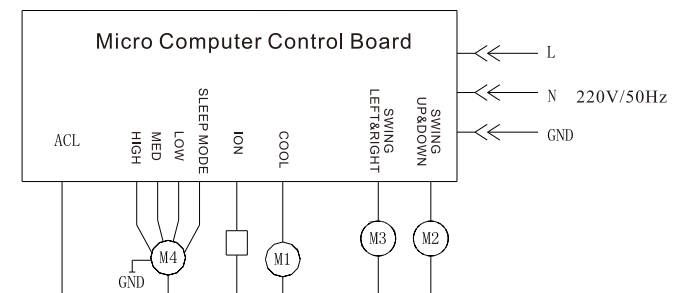 Micro Computer Control Board
L
N 220V/50Hz
GND
ACL
HIGH
MED
LOW
SLEEP MODE
ION
COOL
SWING
LEFT&RIGHT
SWING
UP&DOWN
M4
M1
M3
M2
GND